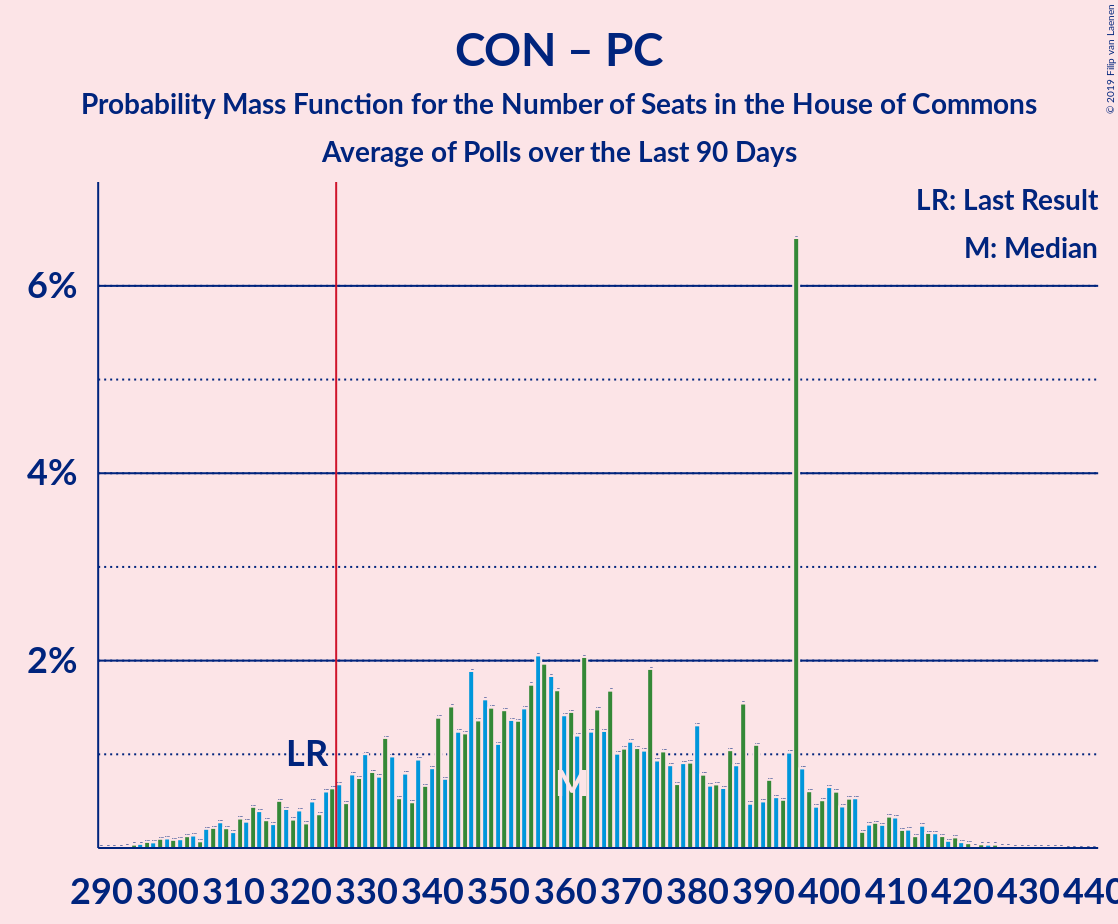 CON – PC
Probability Mass Function for the Number of Seats in the House of Commons
Average of Polls over the Last 90 Days
© 2019 Filip van Laenen
LR: Last Result
M: Median
6%
4%
2%
LR
M
290 300 310 320 330 340 350 360 370 380 390 400 410 420 430 440